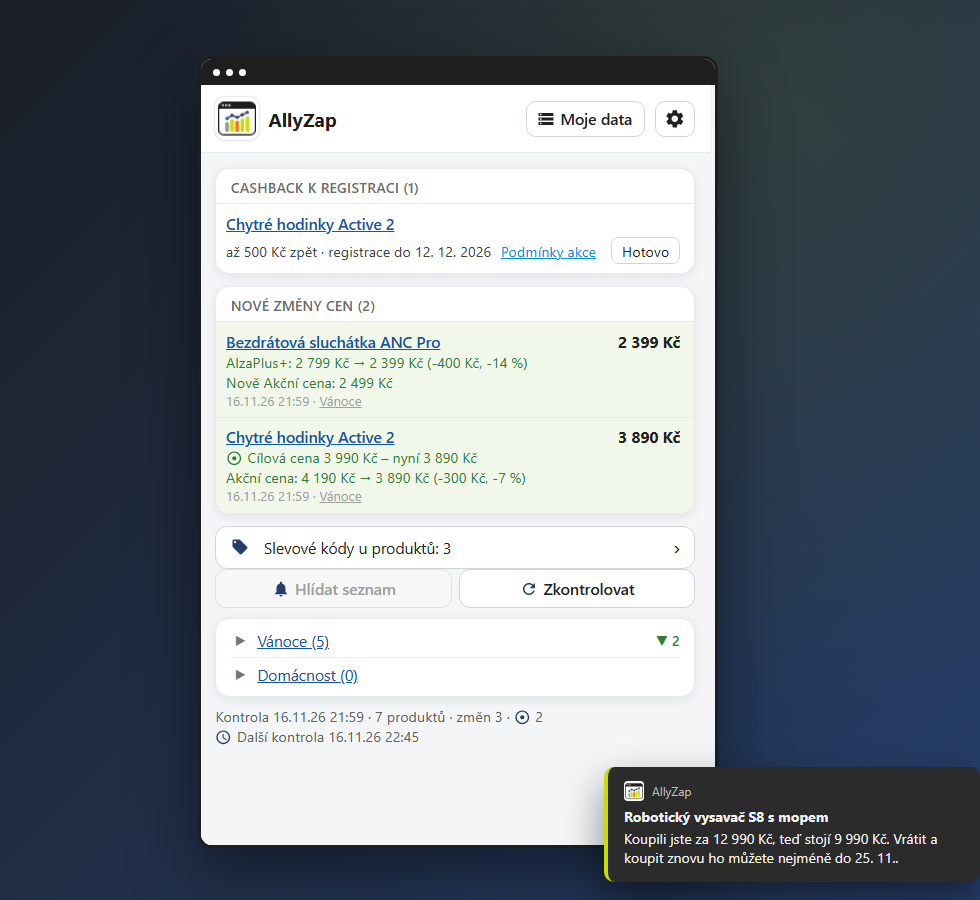 AllyZap
Moje data
CASHBACK K REGISTRACI (1)
Chytré hodinky Active 2
až 500 Kč zpět · registrace do 12. 12. 2026 Podmínky akce Hotovo
NOVÉ ZMĚNY CEN (2)
Bezdrátová sluchátka ANC Pro 2 399 Kč
AlzaPlus+: 2 799 Kč → 2 399 Kč (-400 Kč, -14 %)
Nově Akční cena: 2 499 Kč
16.11.26 21:59 · Vánoce
Chytré hodinky Active 2 3 890 Kč
Cílová cena 3 990 Kč – nyní 3 890 Kč
Akční cena: 4 190 Kč → 3 890 Kč (-300 Kč, -7 %)
16.11.26 21:59 · Vánoce
Slevové kódy u produktů: 3 ›
Hlídat seznam Zkontrolovat
Vánoce (5) ▼ 2
Domácnost (0)
Kontrola 16.11.26 21:59 · 7 produktů · změn 3 · 2
Další kontrola 16.11.26 22:45
AllyZap
Robotický vysavač S8 s mopem
Koupili jste za 12 990 Kč, teď stojí 9 990 Kč. Vrátit a
koupit znovu ho můžete nejméně do 25. 11..